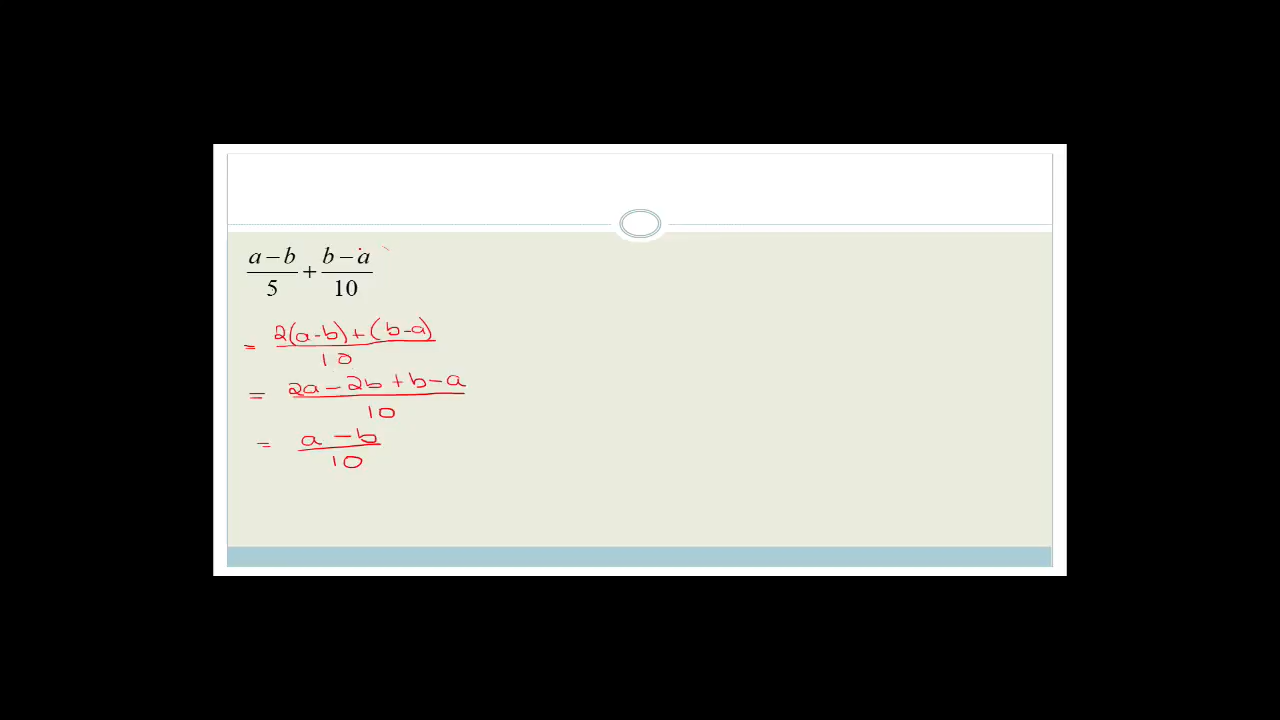 a − b / 5 + b − a / 10
= 2(a-b) + (b-a) / 10
= 2a - 2b + b - a / 10
= a - b / 10